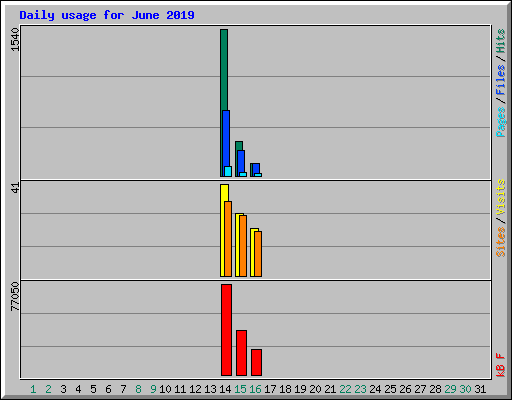 Daily usage for June 2019
1540
41
77050
Pages/Files/Hits
Sites/Visits
kB F
1 2 3 4 5 6 7 8 9 10 11 12 13 14 15 16 17 18 19 20 21 22 23 24 25 26 27 28 29 30 31